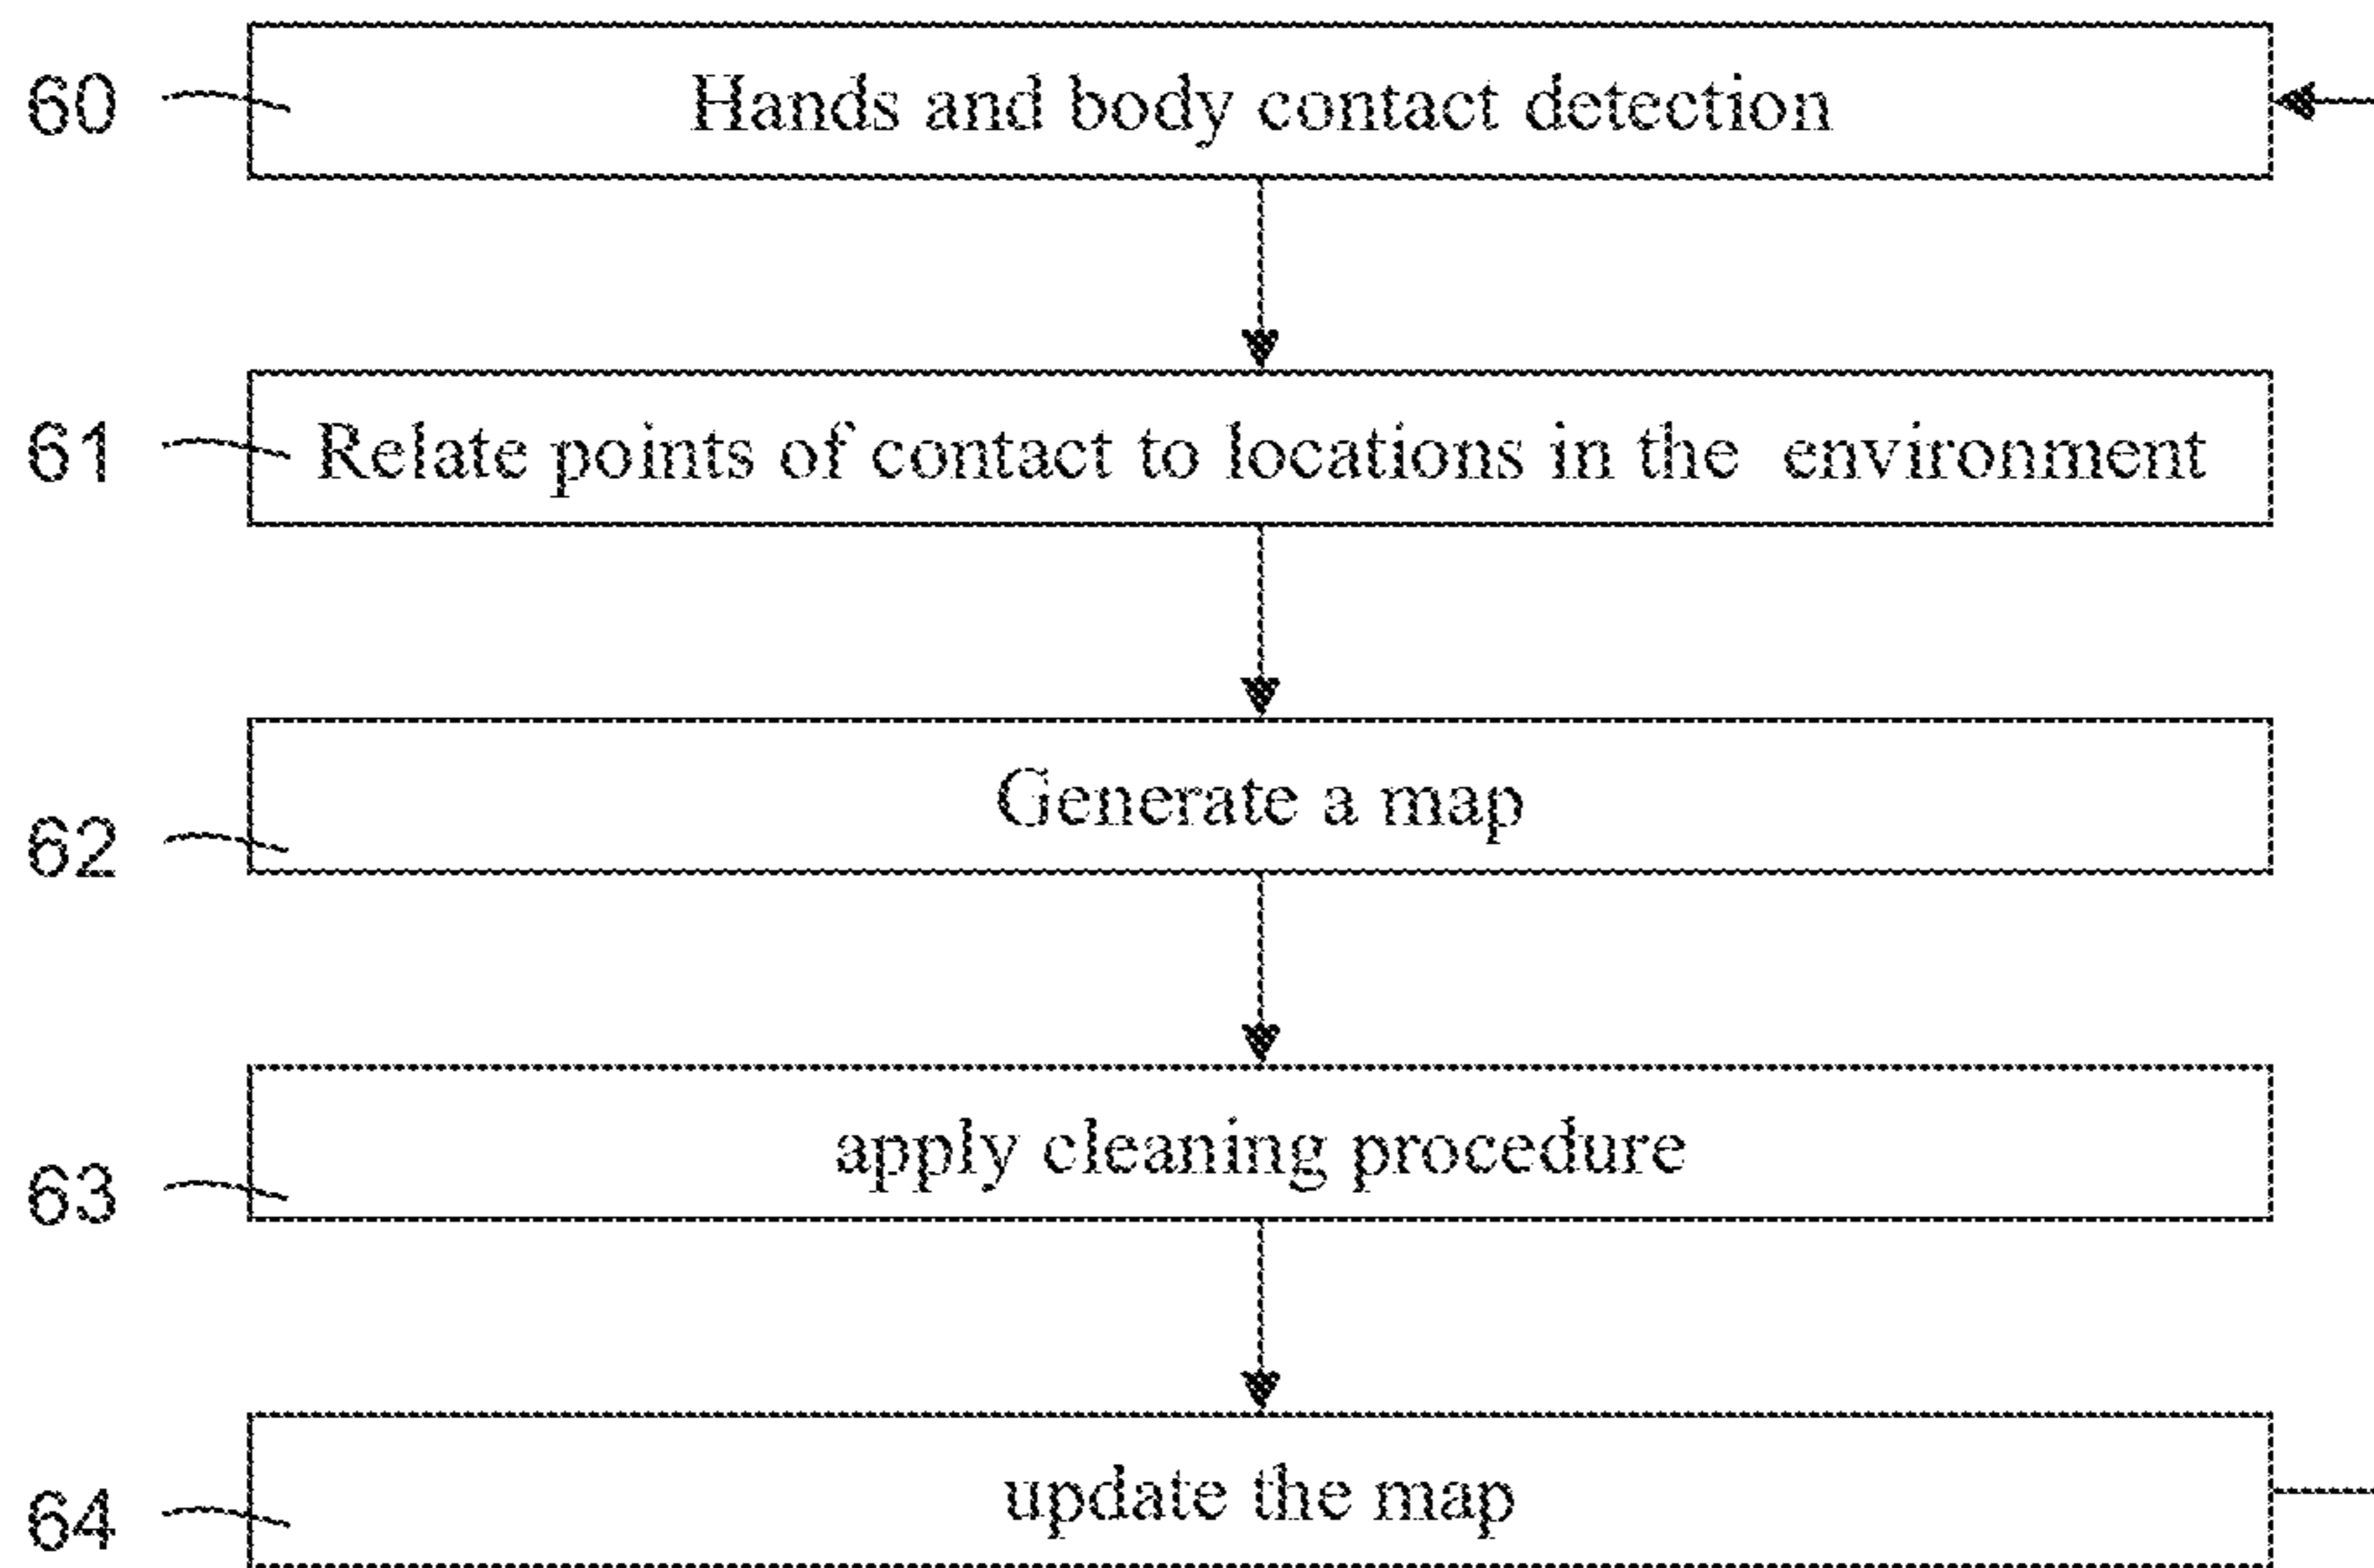 60 Hands and body contact detection
61 Relate points of contact to locations in the environment
62 Generate a map
63 apply cleaning procedure
64 update the map